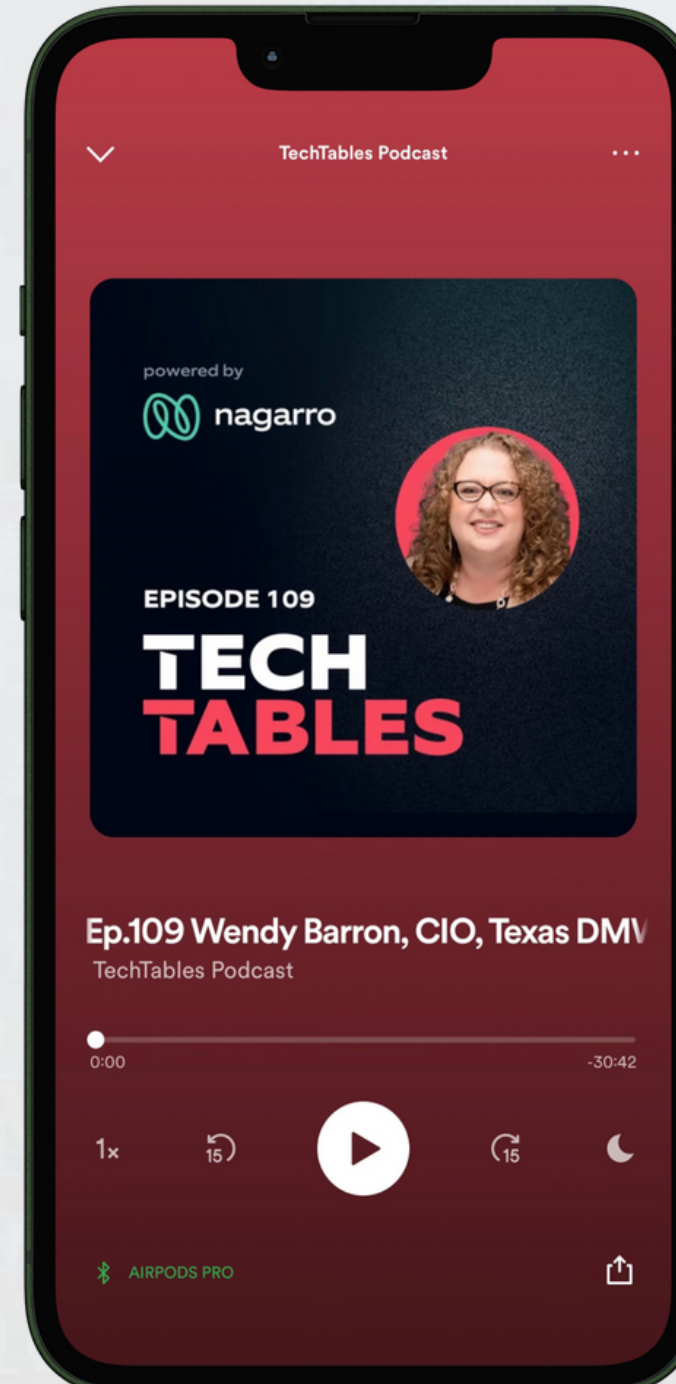 TechTables Podcast
powered by
nagarro
EPISODE 109
TECH
TABLES
Ep.109 Wendy Barron, CIO, Texas DMV
TechTables Podcast
0:00 -30:42
1x 15 15
AIRPODS PRO